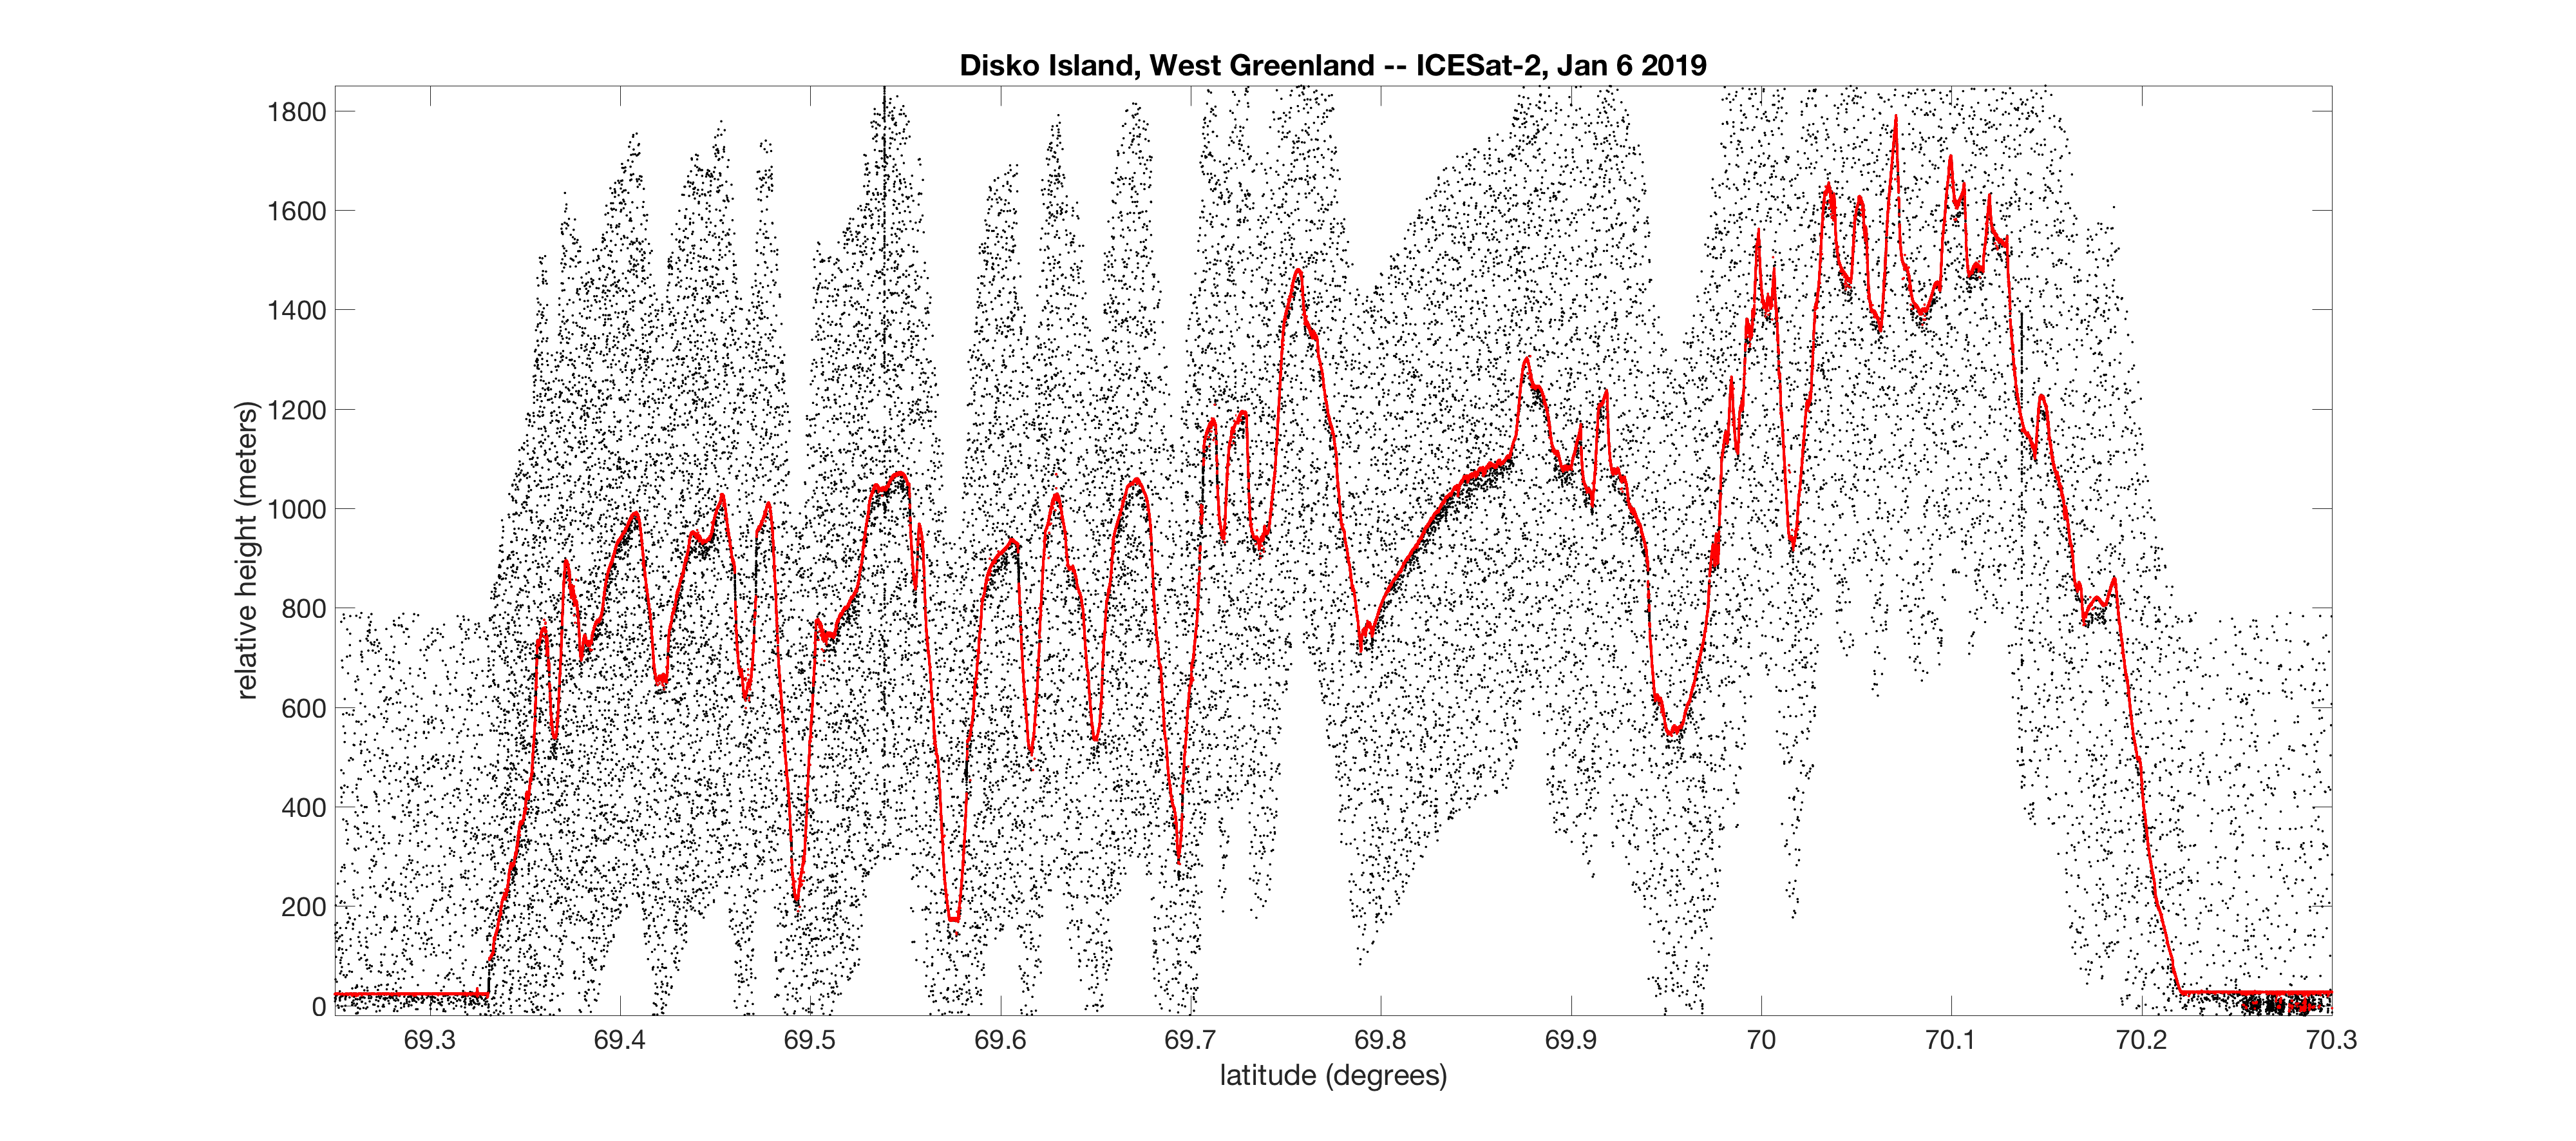 Disko Island, West Greenland -- ICESat-2, Jan 6 2019
relative height (meters)
1800
1600
1400
1200
1000
800
600
400
200
0
69.3 69.4 69.5 69.6 69.7 69.8 69.9 70 70.1 70.2 70.3
latitude (degrees)